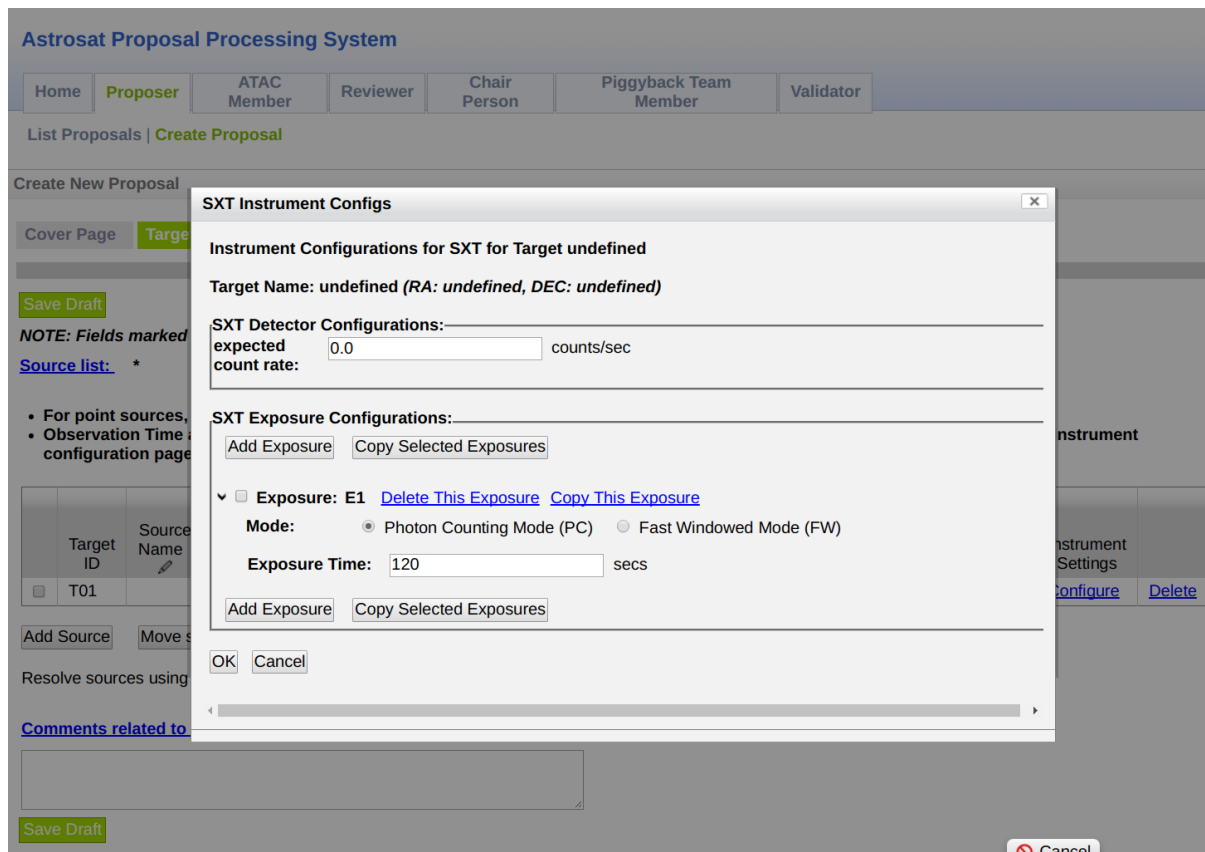 Astrosat Proposal Processing System
Home Proposer ATAC Member Reviewer Chair Person Piggyback Team Member Validator
List Proposals | Create Proposal
Create New Proposal
SXT Instrument Configs
Cover Page Targe
Instrument Configurations for SXT for Target undefined
Target Name: undefined (RA: undefined, DEC: undefined)
Save Draft
NOTE: Fields marked
Source list: *
SXT Detector Configurations:
expected count rate: 0.0 counts/sec
For point sources,
Observation Time
configuration page
nstrument
SXT Exposure Configurations:
Add Exposure Copy Selected Exposures
Exposure: E1 Delete This Exposure Copy This Exposure
Mode: Photon Counting Mode (PC) Fast Windowed Mode (FW)
Exposure Time: 120 secs
Add Exposure Copy Selected Exposures
OK Cancel
Target ID Source Name nstrument Settings
T01 Configure Delete
Add Source Move s
Resolve sources using
Comments related to
Save Draft
Cancel